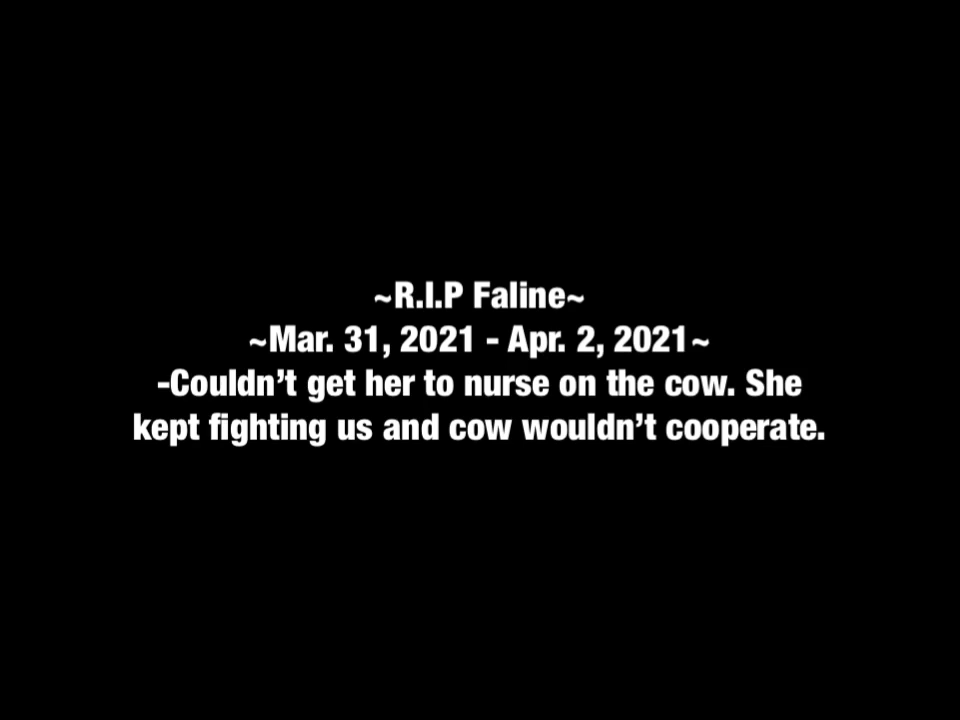 ~R.I.P Faline~
~Mar. 31, 2021 - Apr. 2, 2021~
-Couldn’t get her to nurse on the cow. She
kept fighting us and cow wouldn’t cooperate.